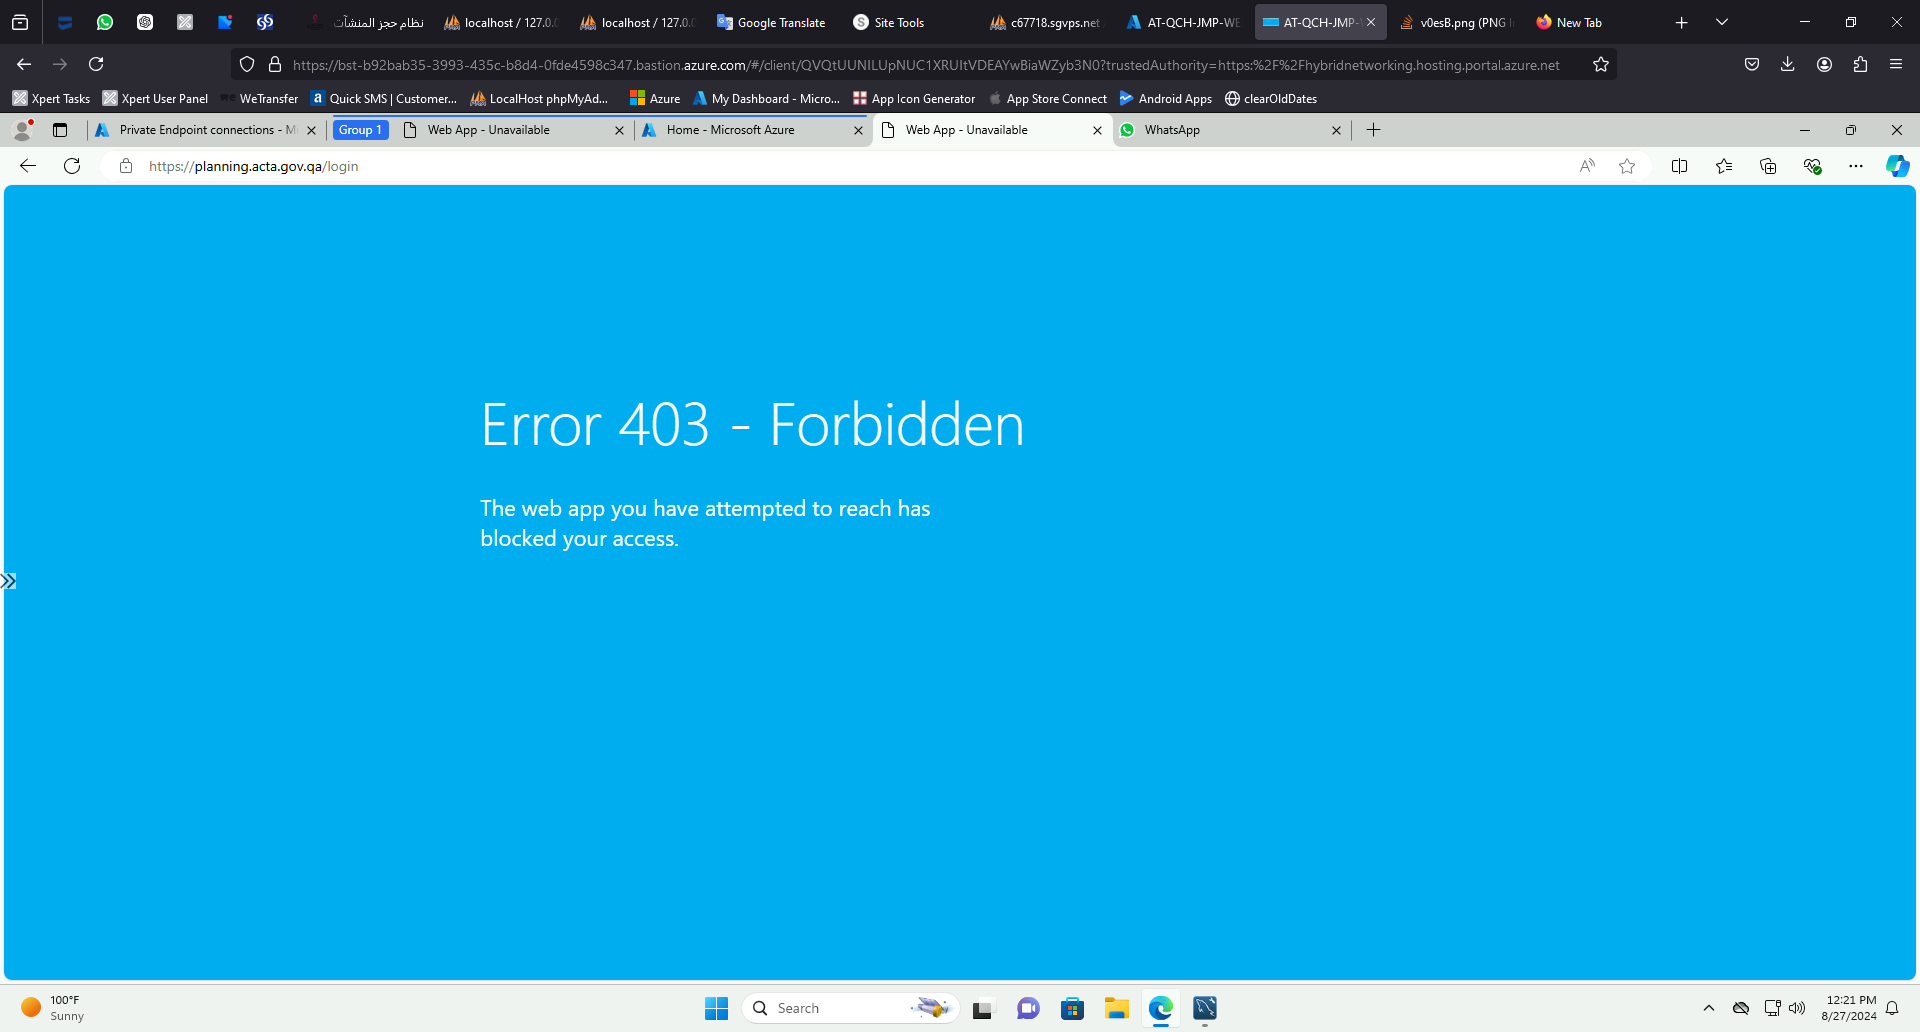 نظام حجز المنشآت
localhost / 127.0.0
localhost / 127.0.0
Google Translate
Site Tools
c67718.sgvps.net
AT-QCH-JMP-WE
AT-QCH-JMP-
v0esB.png (PNG I
New Tab
https://bst-b92bab35-3993-435c-b8d4-0fde4598c347.bastion.azure.com/#/client/QVQtUUNILUpNUC1XRUItVDEAYwBiaWZyb3N0?trustedAuthority=https:%2F%2Fhybridnetworking.hosting.portal.azure.net
Xpert Tasks
Xpert User Panel
WeTransfer
Quick SMS | Customer...
LocalHost phpMyAd...
Azure
My Dashboard - Micro...
App Icon Generator
App Store Connect
Android Apps
clearOldDates
Private Endpoint connections - M
Group 1
Web App - Unavailable
Home - Microsoft Azure
Web App - Unavailable
WhatsApp
https://planning.acta.gov.qa/login
Error 403 - Forbidden
The web app you have attempted to reach has
blocked your access.
100°F
Sunny
Search
12:21 PM
8/27/2024